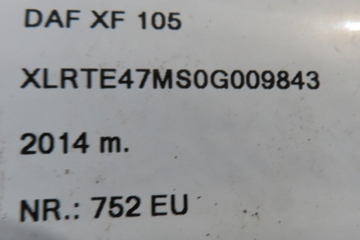 DAF XF 105
XLRTE47MS0G009843
2014 m.
NR.: 752 EU